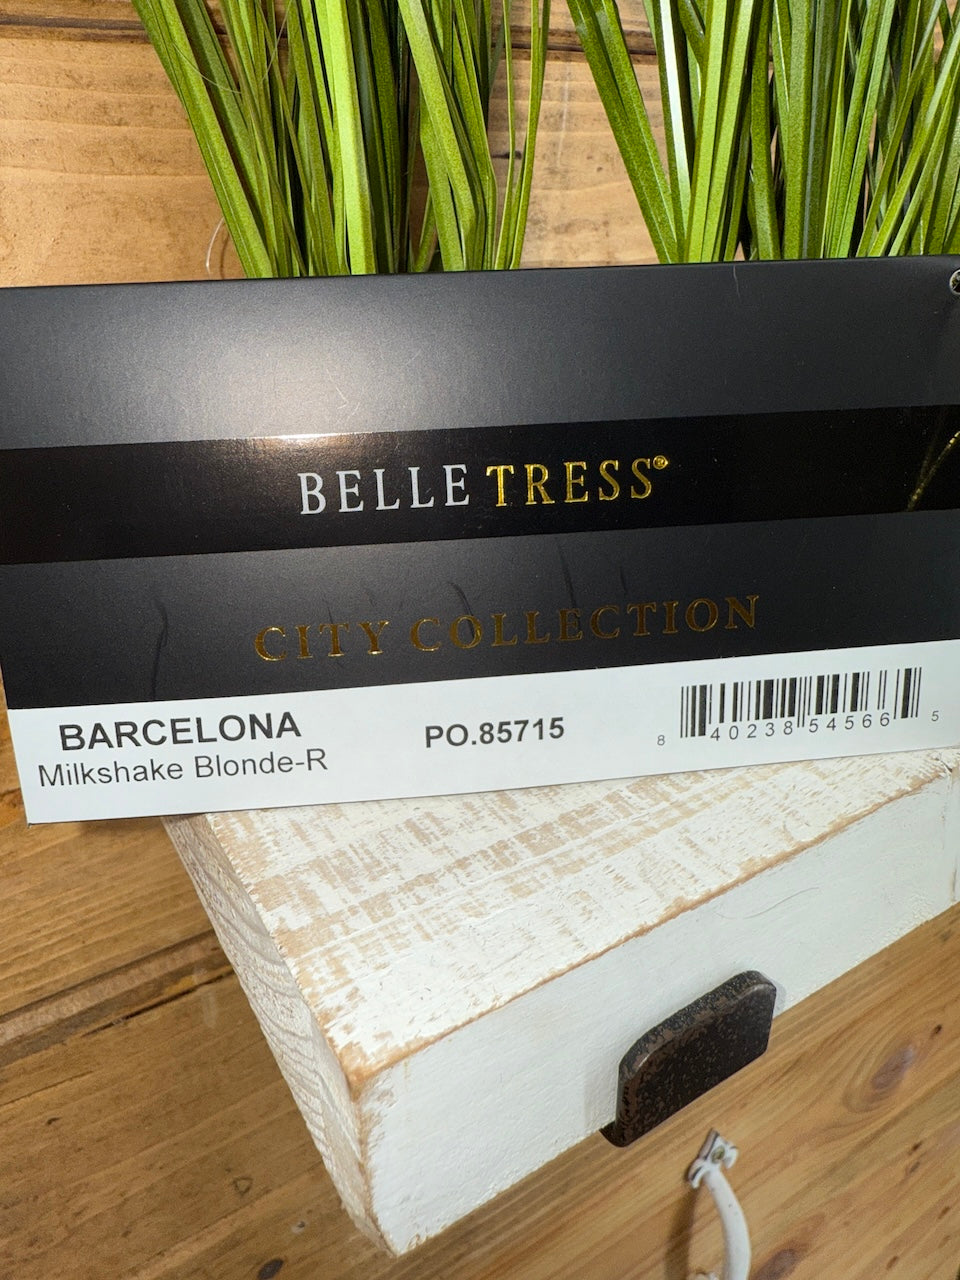 BELLE TRESS®
CITY COLLECTION
BARCELONA
Milkshake Blonde-R
PO.85715
8 40238 54566 5